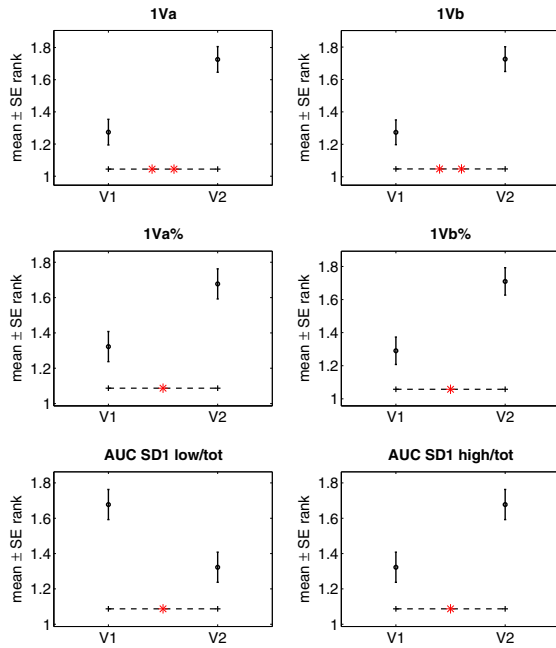 1Va
mean ± SE rank
1.8
1.6
1.4
1.2
1
V1
V2
1Vb
mean ± SE rank
1.8
1.6
1.4
1.2
1
V1
V2
1Va%
mean ± SE rank
1.8
1.6
1.4
1.2
1
V1
V2
1Vb%
mean ± SE rank
1.8
1.6
1.4
1.2
1
V1
V2
AUC SD1 low/tot
mean ± SE rank
1.8
1.6
1.4
1.2
1
V1
V2
AUC SD1 high/tot
mean ± SE rank
1.8
1.6
1.4
1.2
1
V1
V2